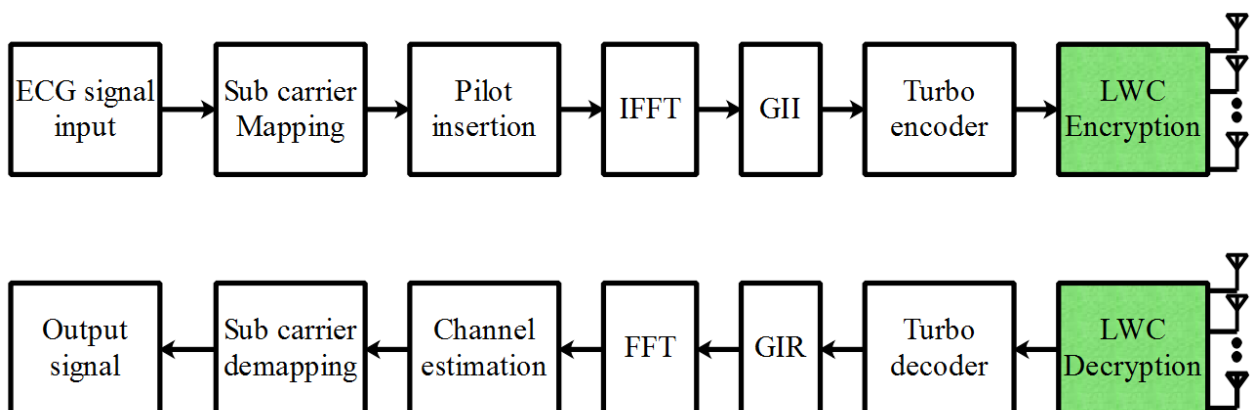 ECG signal
input
Sub carrier
Mapping
Pilot
insertion
IFFT
GII
Turbo
encoder
LWC
Encryption
Output
signal
Sub carrier
demapping
Channel
estimation
FFT
GIR
Turbo
decoder
LWC
Decryption